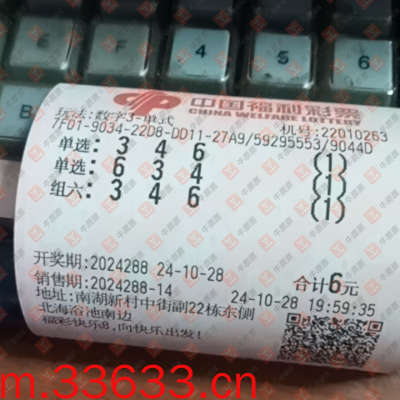 E F 4 5 6
B
中国福利彩票
CHINA WELFARE LOTTERY
玩法:数字3-单式 机号:22010263
7F01-9034-22D8-DD11-27A9/59295553/9044D
单选: 3 4 6 (1)
单选: 6 3 4 (1)
组六: 3 4 6 (1)
开奖期:2024288 24-10-28 合计6元
销售期:2024288-14 24-10-28 19:59:35
地址:南湖新村中街副22栋东侧
北海浴池南边
福彩快乐8,向快乐出发!
m.33633.cn